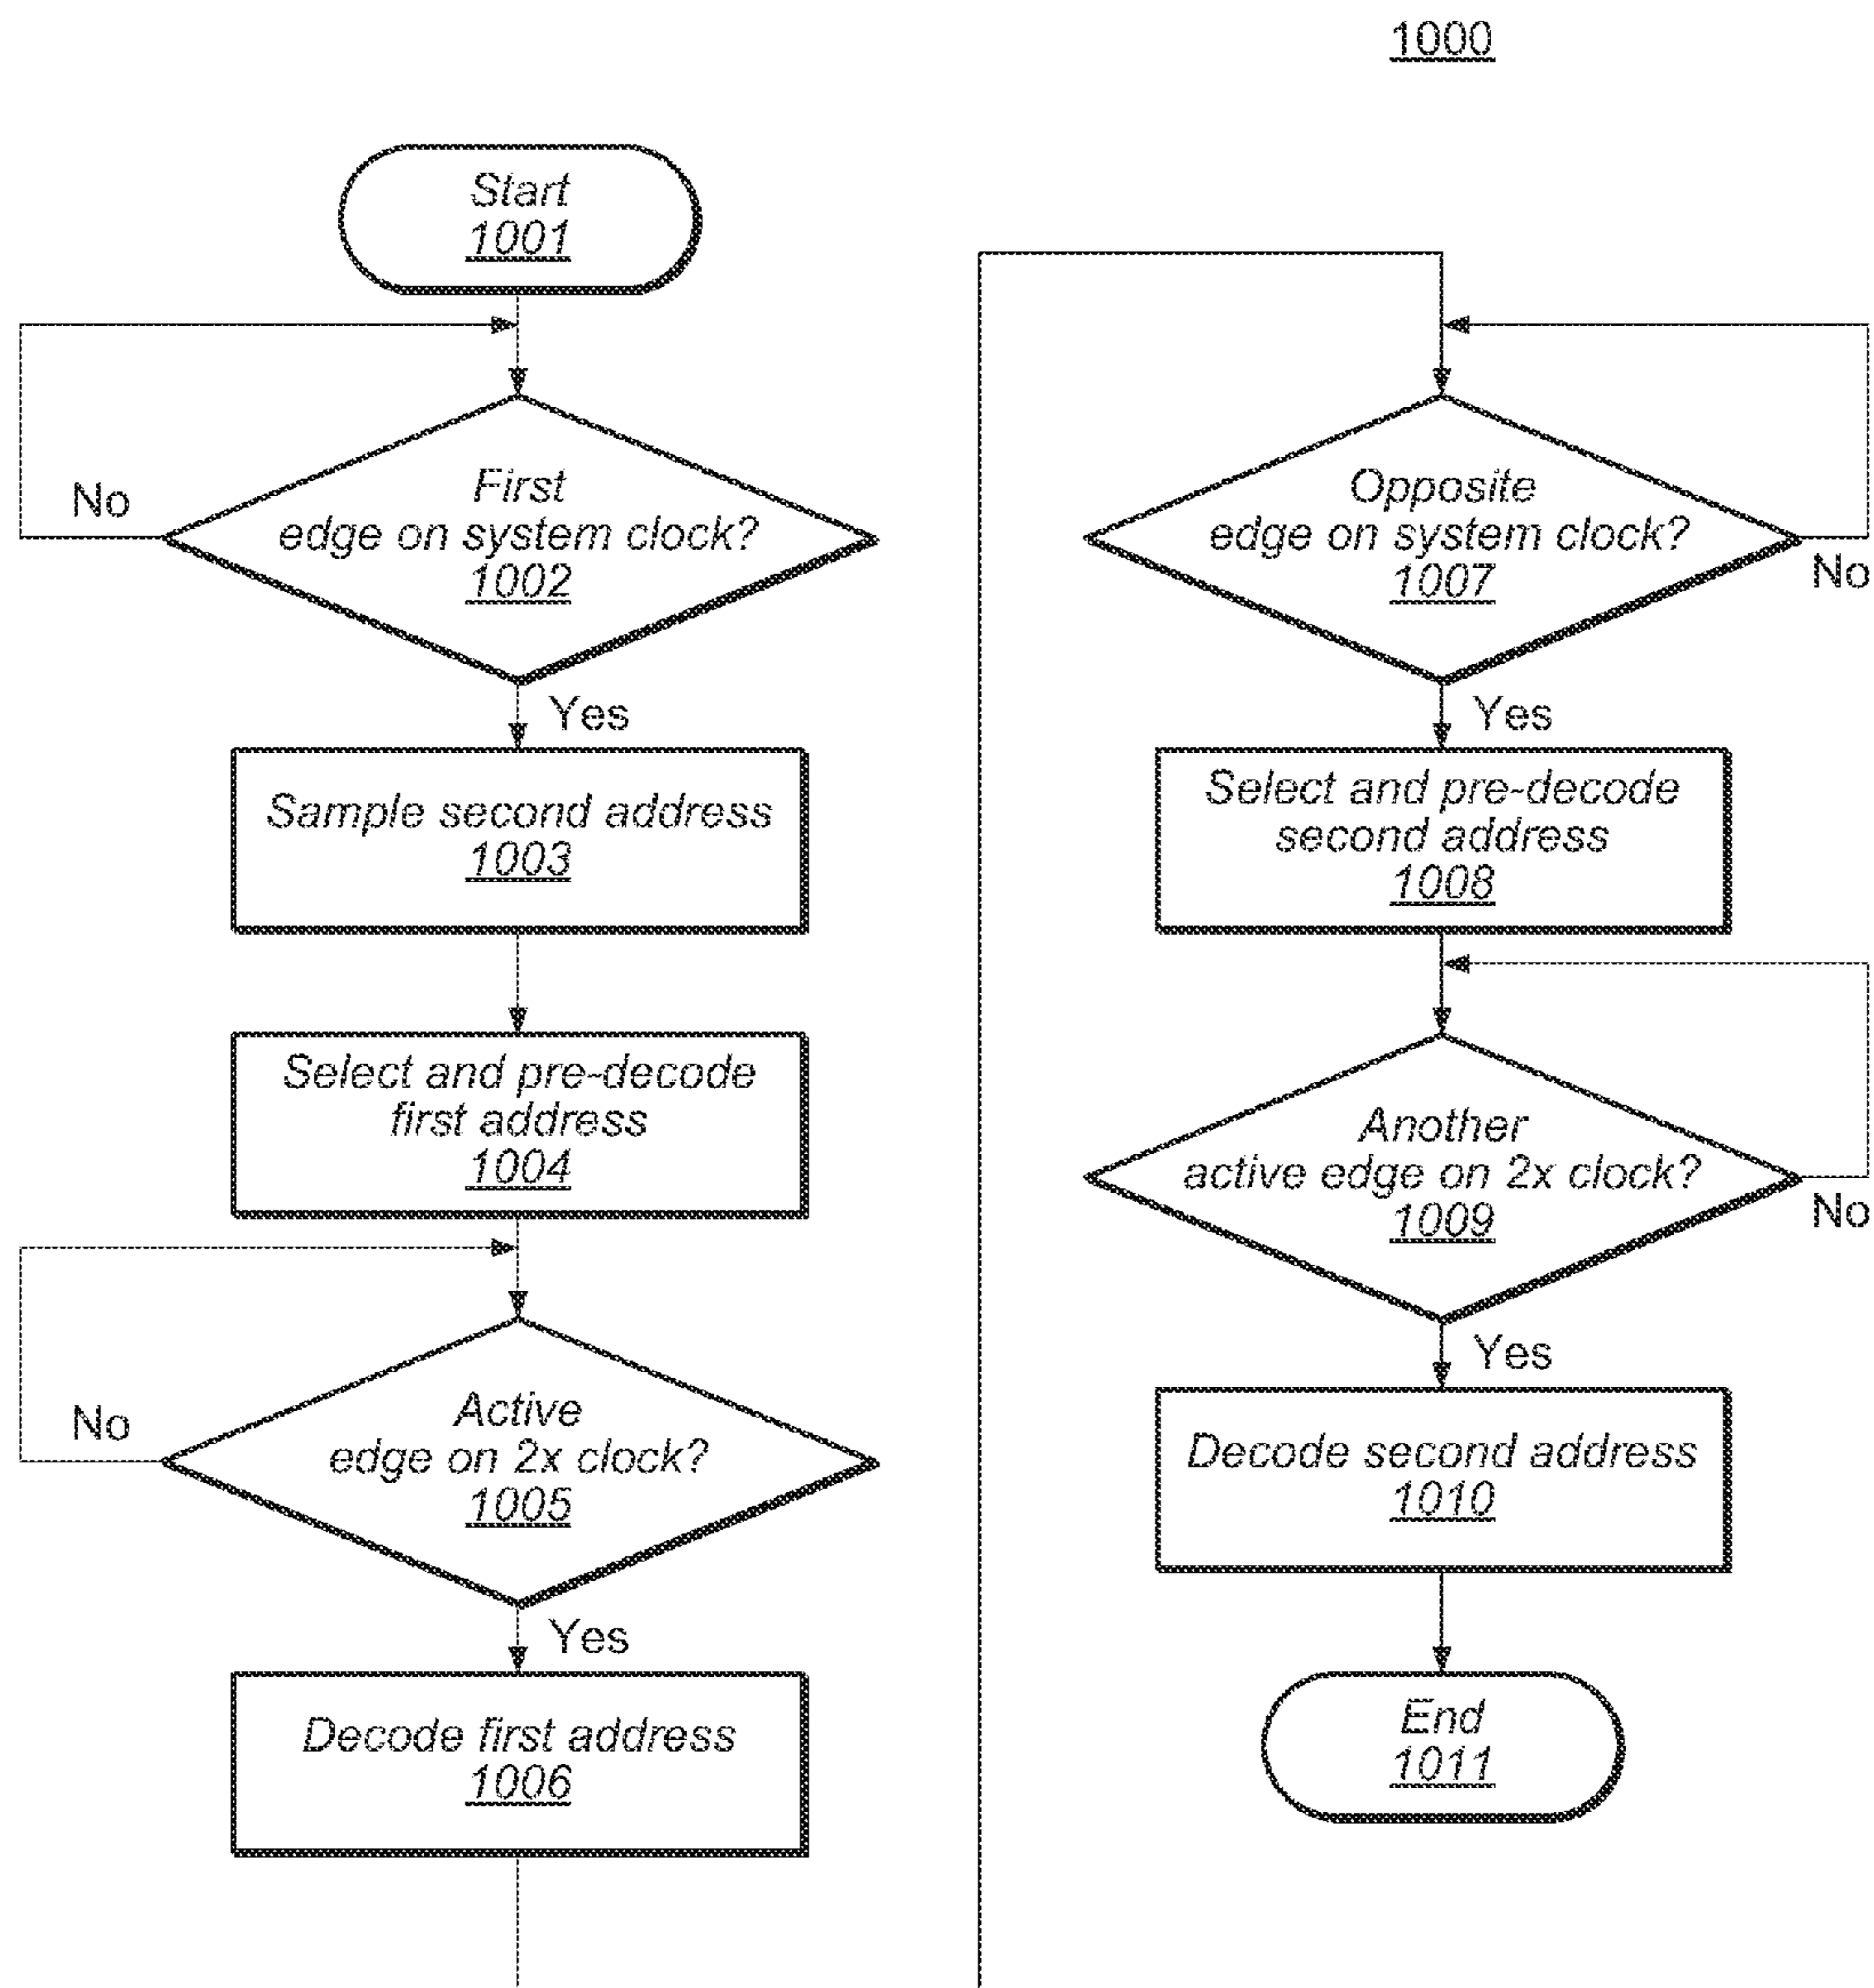 1000
Start
1001
First
edge on system clock?
1002
No
Yes
Sample second address
1003
Select and pre-decode
first address
1004
Active
edge on 2x clock?
1005
No
Yes
Decode first address
1006
Opposite
edge on system clock?
1007
No
Yes
Select and pre-decode
second address
1008
Another
active edge on 2x clock?
1009
No
Yes
Decode second address
1010
End
1011